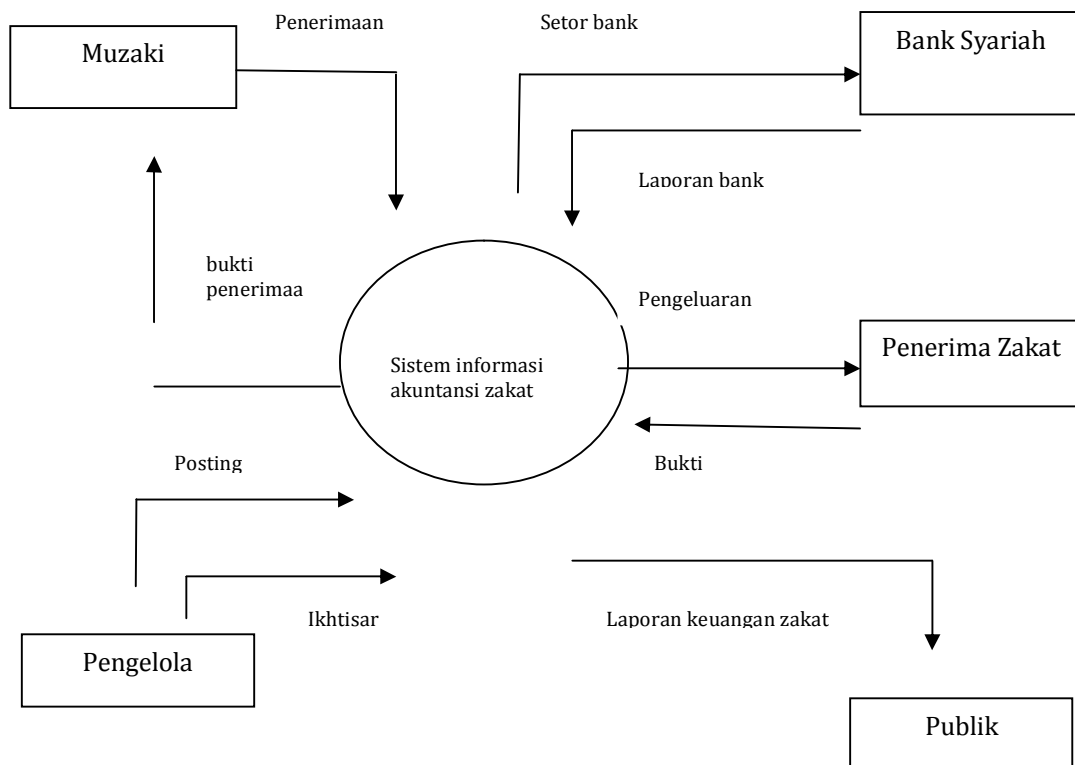 Penerimaan
Setor bank
Muzaki
Bank Syariah
Laporan bank
bukti
penerimaa
Pengeluaran
Penerima Zakat
Sistem informasi
akuntansi zakat
Posting
Bukti
Ikhtisar
Laporan keuangan zakat
Pengelola
Publik